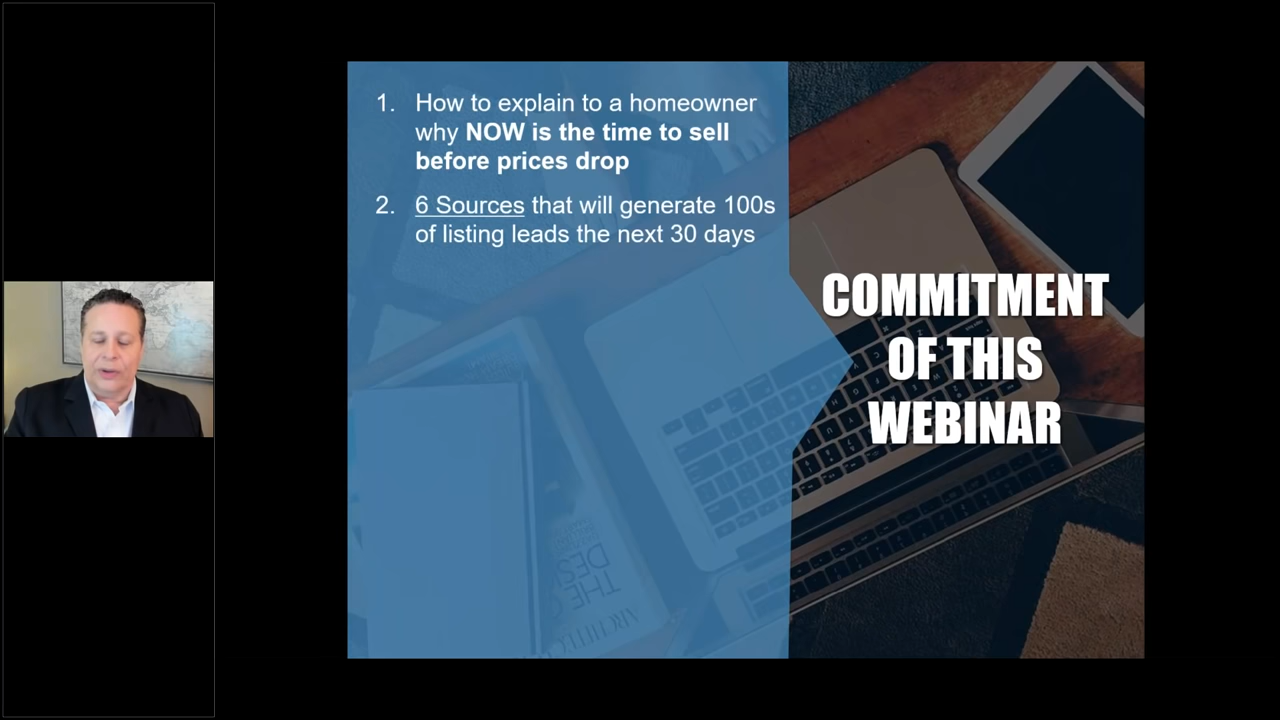 1. How to explain to a homeowner
why NOW is the time to sell
before prices drop
2. 6 Sources that will generate 100s
of listing leads the next 30 days
COMMITMENT
OF THIS
WEBINAR